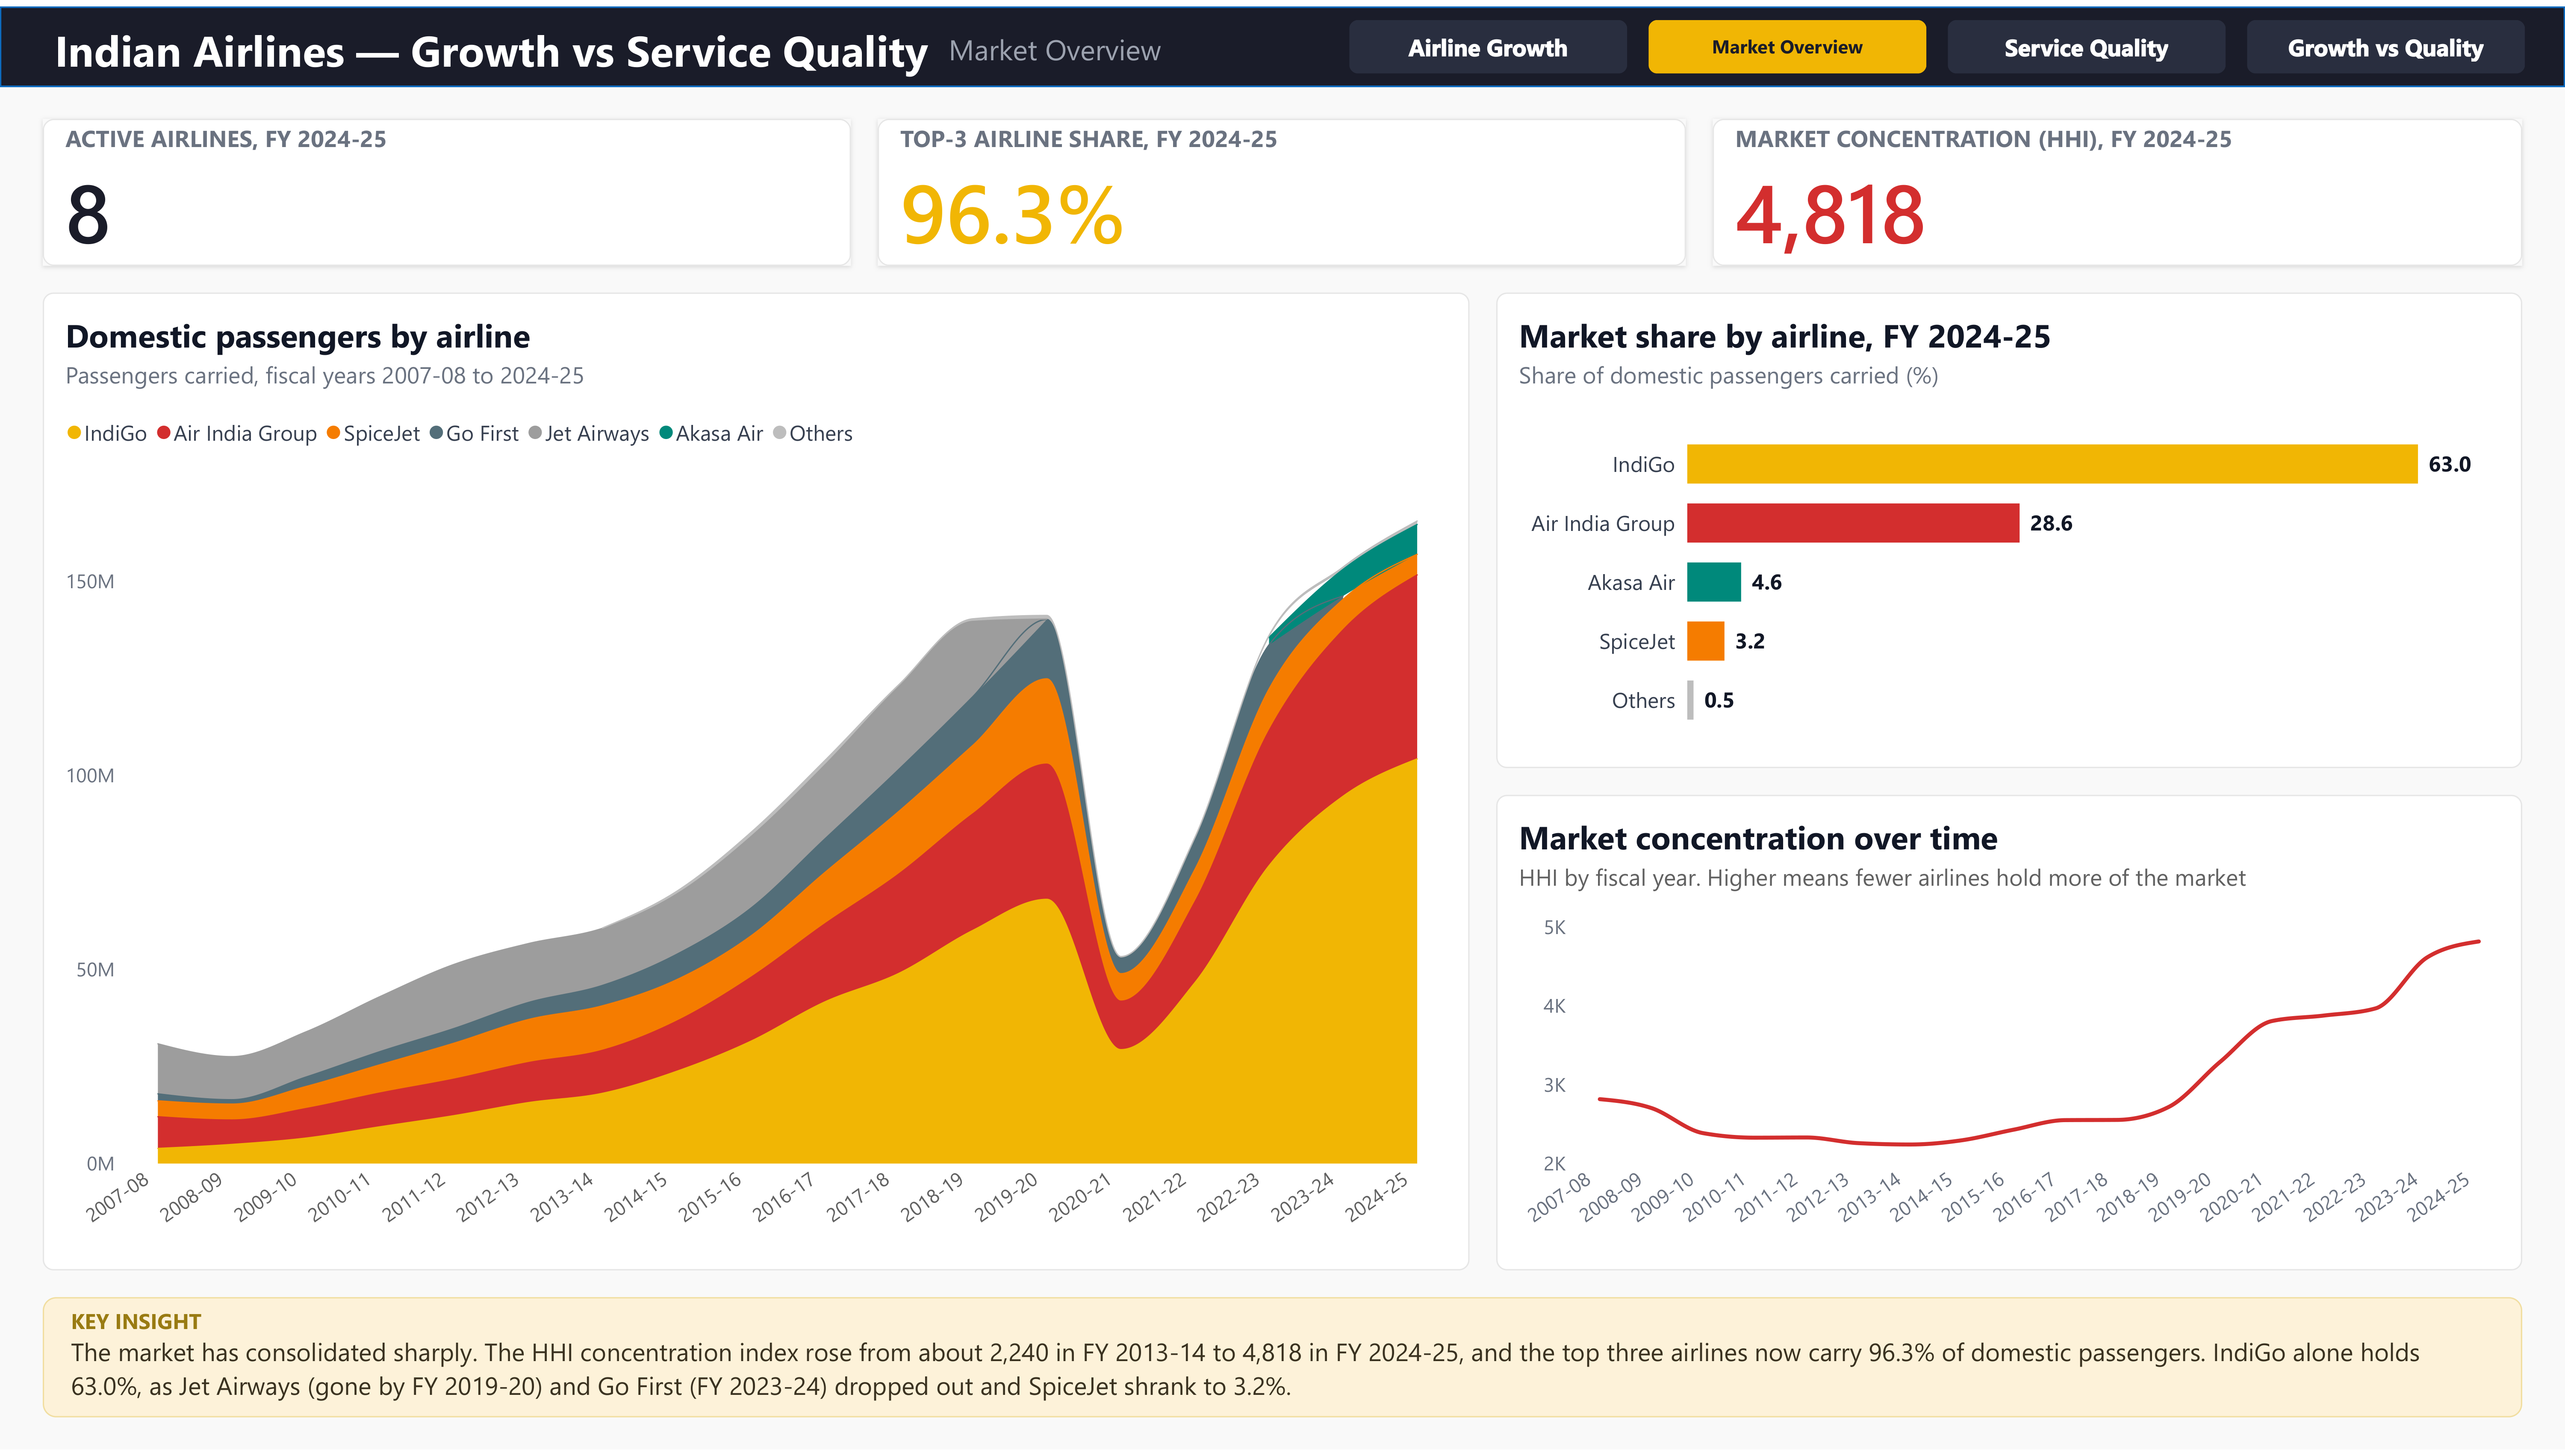 Indian Airlines — Growth vs Service Quality Market Overview
Airline Growth
Market Overview
Service Quality
Growth vs Quality
ACTIVE AIRLINES, FY 2024-25
8
TOP-3 AIRLINE SHARE, FY 2024-25
96.3%
MARKET CONCENTRATION (HHI), FY 2024-25
4,818
Domestic passengers by airline
Passengers carried, fiscal years 2007-08 to 2024-25
IndiGo Air India Group SpiceJet Go First Jet Airways Akasa Air Others
150M
100M
50M
0M
2007-08 2008-09 2009-10 2010-11 2011-12 2012-13 2013-14 2014-15 2015-16 2016-17 2017-18 2018-19 2019-20 2020-21 2021-22 2022-23 2023-24 2024-25
Market share by airline, FY 2024-25
Share of domestic passengers carried (%)
IndiGo 63.0
Air India Group 28.6
Akasa Air 4.6
SpiceJet 3.2
Others 0.5
Market concentration over time
HHI by fiscal year. Higher means fewer airlines hold more of the market
5K
4K
3K
2K
2007-08 2008-09 2009-10 2010-11 2011-12 2012-13 2013-14 2014-15 2015-16 2016-17 2017-18 2018-19 2019-20 2020-21 2021-22 2022-23 2023-24 2024-25
KEY INSIGHT
The market has consolidated sharply. The HHI concentration index rose from about 2,240 in FY 2013-14 to 4,818 in FY 2024-25, and the top three airlines now carry 96.3% of domestic passengers. IndiGo alone holds
63.0%, as Jet Airways (gone by FY 2019-20) and Go First (FY 2023-24) dropped out and SpiceJet shrank to 3.2%.